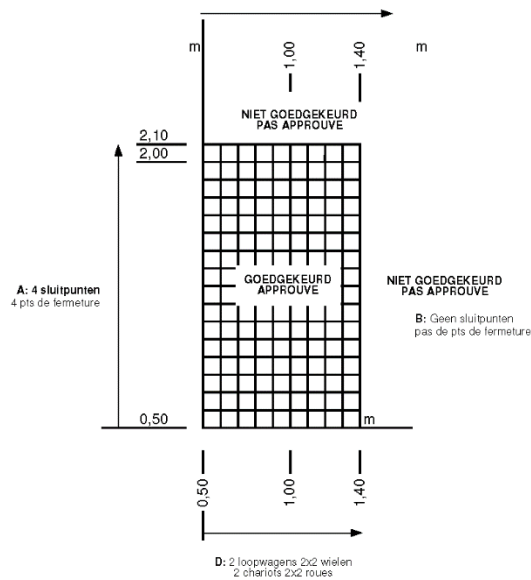 m
1,00
1,40
m
NIET GOEDGEKEURD
PAS APPROUVE
2,10
2,00
A: 4 sluitpunten
4 pts de fermeture
GOEDGEKEURD
APPROUVE
NIET GOEDGEKEURD
PAS APPROUVE
B: Geen sluitpunten
pas de pts de fermeture
0,50
m
0,50
1,00
1,40
D: 2 loopwagens 2x2 wielen
2 chariots 2x2 roues